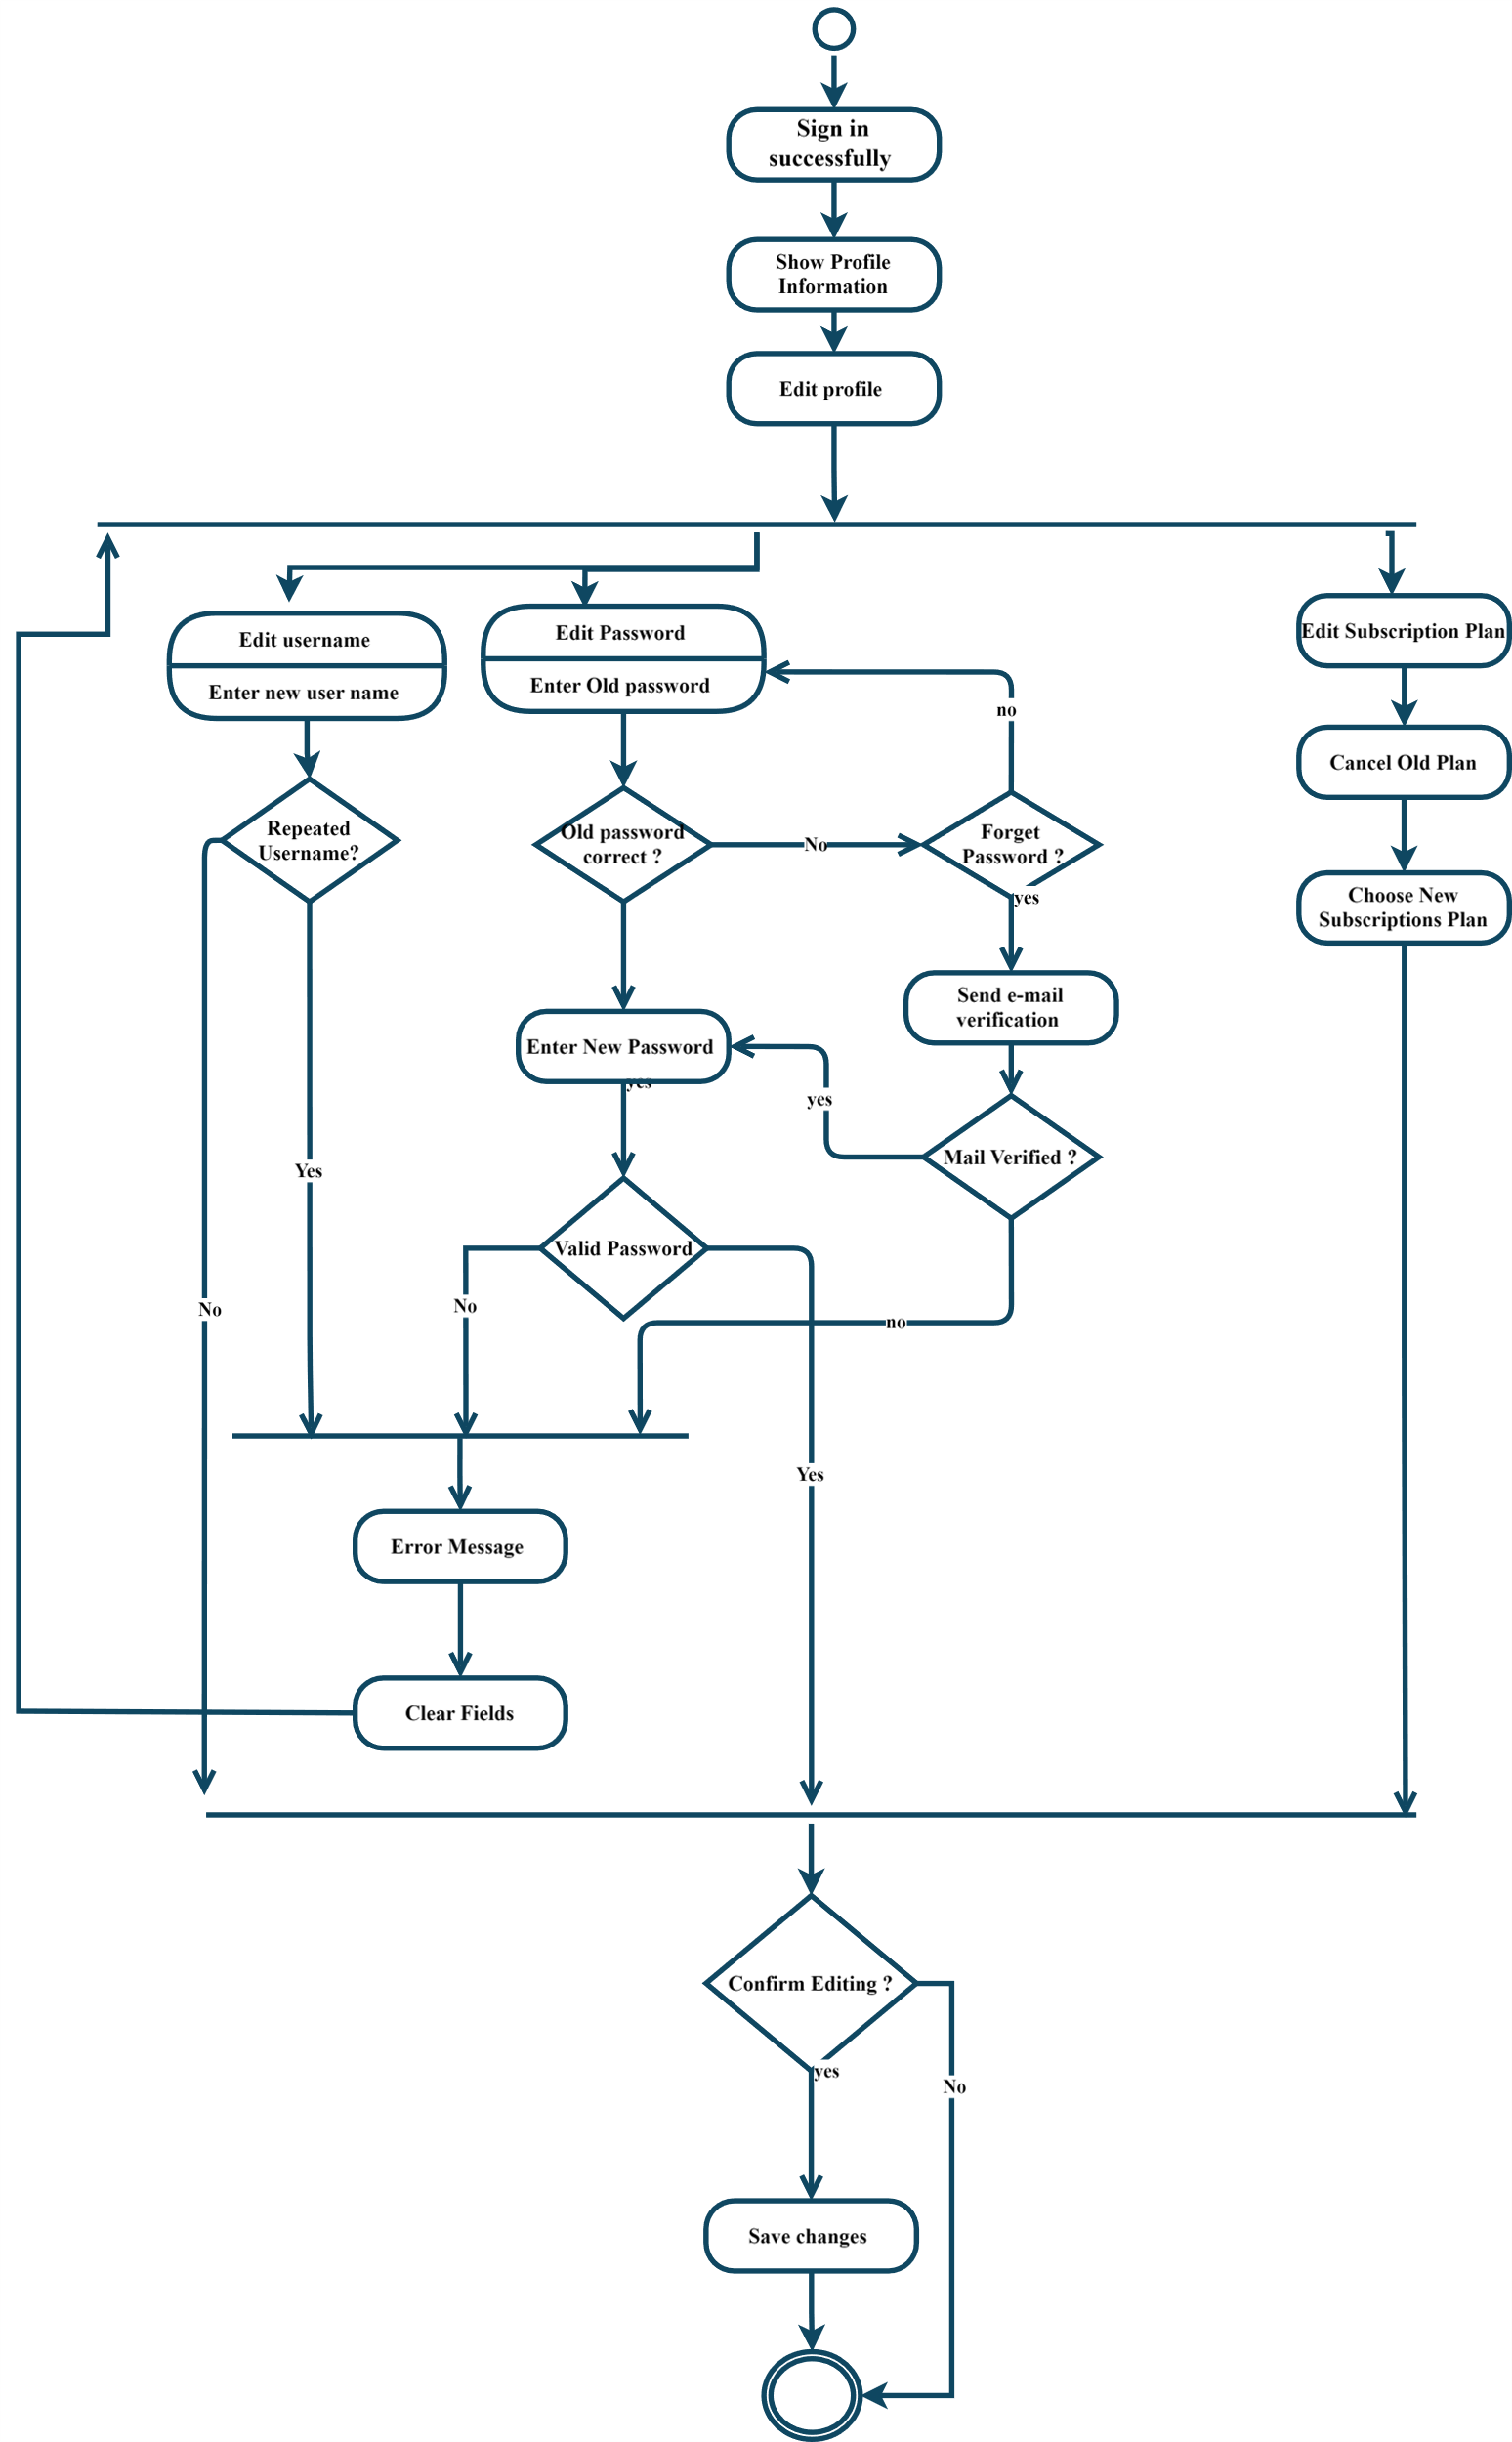 Sign in
successfully
Show Profile
Information
Edit profile
Edit username
Enter new user name
Edit Password
Enter Old password
Edit Subscription Plan
no
Cancel Old Plan
Repeated
Username?
Old password
correct ?
No
Forget
Password ?
yes
Choose New
Subscriptions Plan
Send e-mail
verification
Enter New Password
yes
yes
Mail Verified ?
Yes
Valid Password
No
No
no
Yes
Error Message
Clear Fields
Confirm Editing ?
yes
No
Save changes